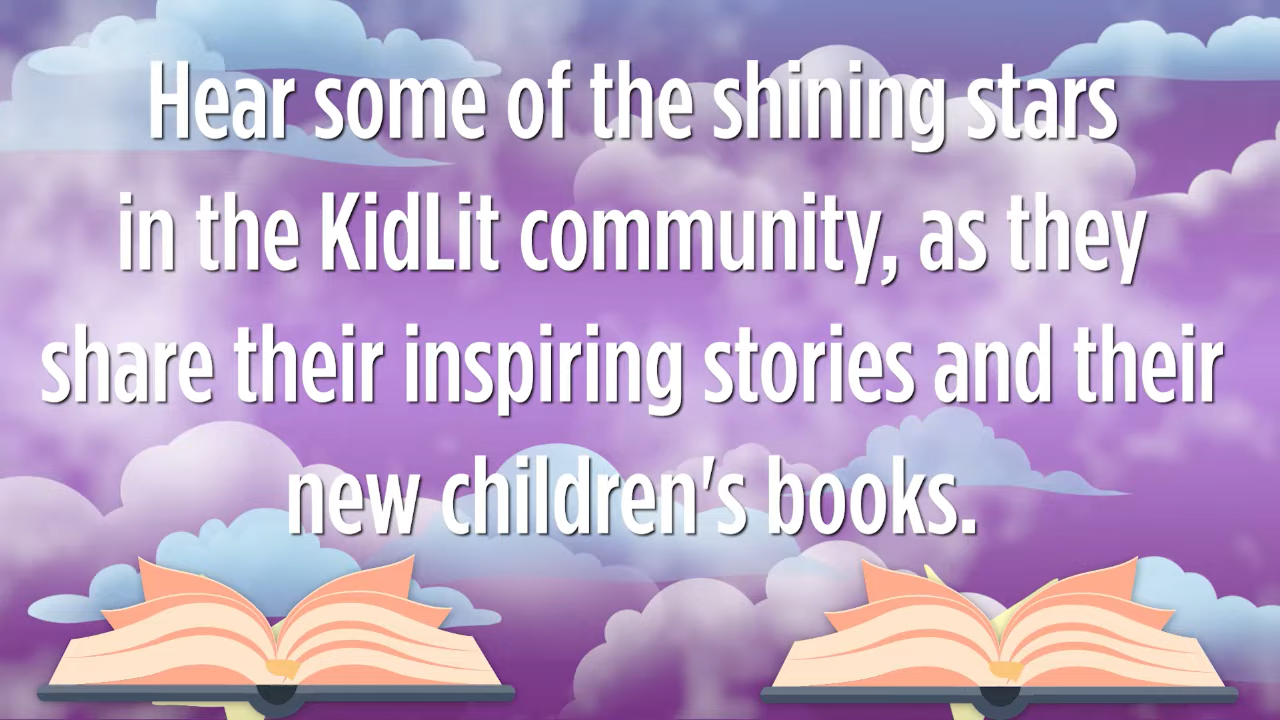 Hear some of the shining stars
in the KidLit community, as they
share their inspiring stories and their
new children's books.